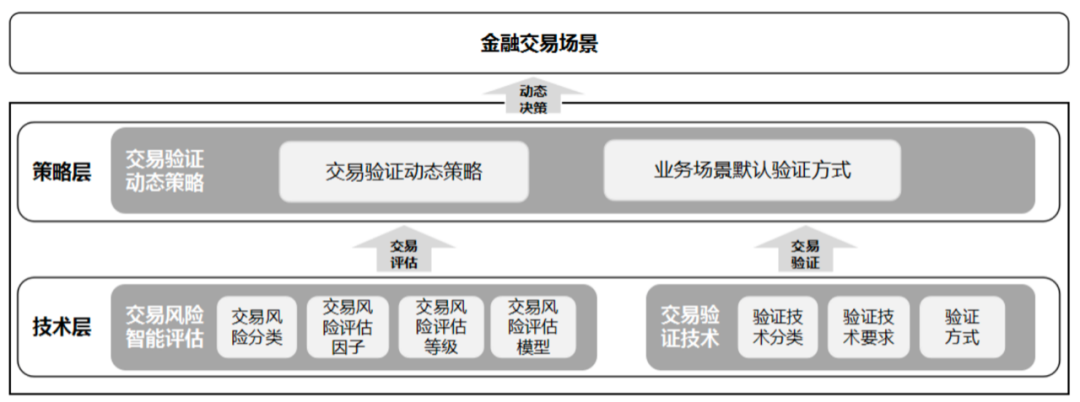 金融交易场景
动态
决策
策略层
交易验证
动态策略
交易验证动态策略
业务场景默认验证方式
交易
评估
交易
验证
技术层
交易风险
智能评估
交易风
险分类
交易风
险评估
因子
交易风
险评估
等级
交易风
险评估
模型
交易验
证技术
验证技
术分类
验证技
术要求
验证
方式